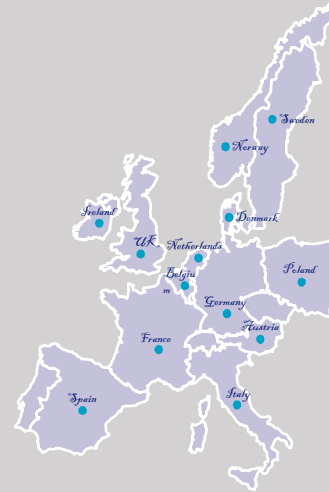 Sweden
Norway
Ireland
Denmark
UK
Netherlands
Belgiu
m
Poland
Germany
Austria
France
Italy
Spain